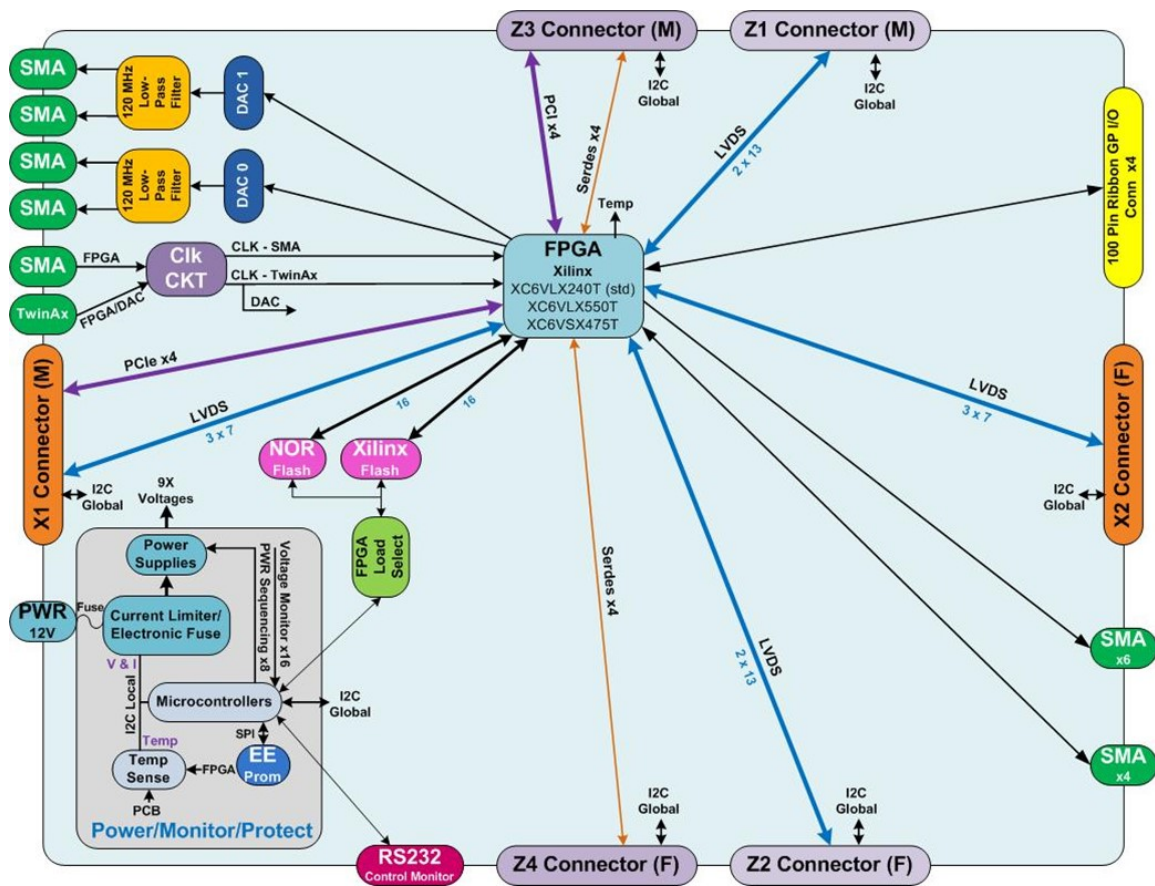 Z3 Connector (M)
Z1 Connector (M)
I2C
Global
I2C
Global
SMA
SMA
120 MHz
Low-
Pass
Filter
DAC 1
SMA
SMA
120 MHz
Low-
Pass
Filter
DAC 0
PCI x4
Serdes x4
LVDS
2 x 13
100 Pin Ribbon GP I/O
Conn x4
Temp
SMA
FPGA
Clk
CKT
CLK - SMA
CLK - TwinAx
DAC
TwinAx
FPGA/DAC
FPGA
Xilinx
XC6VLX240T (std)
XC6VLX550T
XC6VSX475T
X1 Connector (M)
PCIe x4
LVDS
3 x 7
16
16
LVDS
3 x 7
X2 Connector (F)
I2C
Global
I2C
Global
NOR
Flash
Xilinx
Flash
FPGA
Load
Select
9X
Voltages
Power
Supplies
Voltage Monitor x16
PWR Sequencing x8
PWR
12V
Fuse
Current Limiter/
Electronic Fuse
V & I
I2C Local
Microcontrollers
I2C
Global
SPI
Temp
Temp
Sense
FPGA
EE
Prom
PCB
Power/Monitor/Protect
Serdes x4
LVDS
2 x 13
SMA
x6
SMA
x4
I2C
Global
I2C
Global
RS232
Control Monitor
Z4 Connector (F)
Z2 Connector (F)